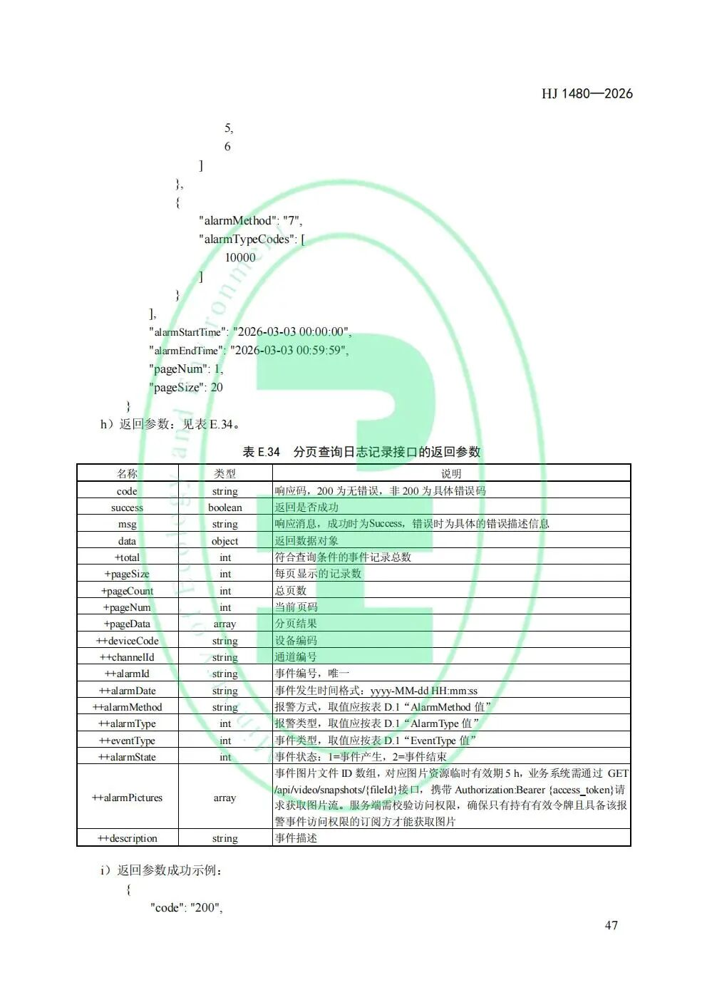 HJ 1480—2026
5,
6
]
},
{
"alarmMethod": "7",
"alarmTypeCodes": [
10000
]
}
],
"alarmStartTime": "2026-03-03 00:00:00",
"alarmEndTime": "2026-03-03 00:59:59",
"pageNum": 1,
"pageSize": 20
}
h）返回参数：见表 E.34。
表 E.34 分页查询日志记录接口的返回参数
名称 类型 说明
code string 响应码，200 为无错误，非 200 为具体错误码
success boolean 返回是否成功
msg string 响应消息，成功时为Success，错误时为具体的错误描述信息
data object 返回数据对象
+total int 符合查询条件的事件记录总数
+pageSize int 每页显示的记录数
+pageCount int 总页数
+pageNum int 当前页码
+pageData array 分页结果
++deviceCode string 设备编码
++channelId string 通道编号
++alarmId string 事件编号，唯一
++alarmDate string 事件发生时间格式：yyyy-MM-dd HH:mm:ss
++alarmMethod string 报警方式，取值应按表 D.1“AlarmMethod 值”
++alarmType int 报警类型，取值应按表 D.1“AlarmType 值”
++eventType int 事件类型，取值应按表 D.1“EventType 值”
++alarmState int 事件状态：1=事件产生，2=事件结束
++alarmPictures array 事件图片文件 ID 数组，对应图片资源临时有效期 5 h，业务系统需通过 GET
/api/video/snapshots/{fileId}接口，携带 Authorization:Bearer {access_token}请
求获取图片流。服务端需校验访问权限，确保只有持有有效令牌且具备该报
警事件访问权限的订阅方才能获取图片
++description string 事件描述
i）返回参数成功示例：
{
"code": "200",
47
Ministry of Ecology and Environment